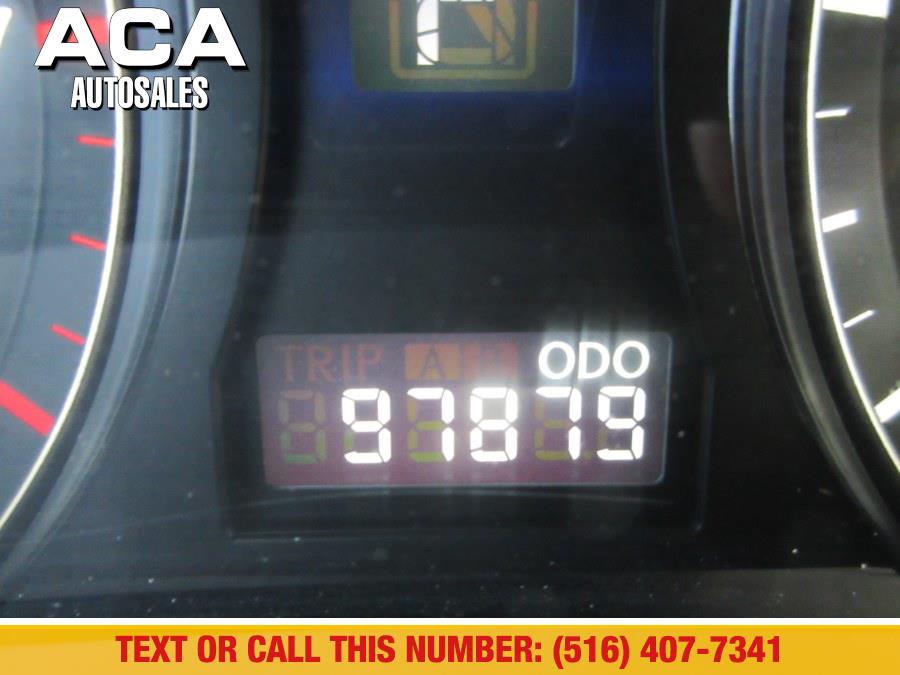 ACA
AUTOSALES
TRIP A B ODO
97879
TEXT OR CALL THIS NUMBER: (516) 407-7341